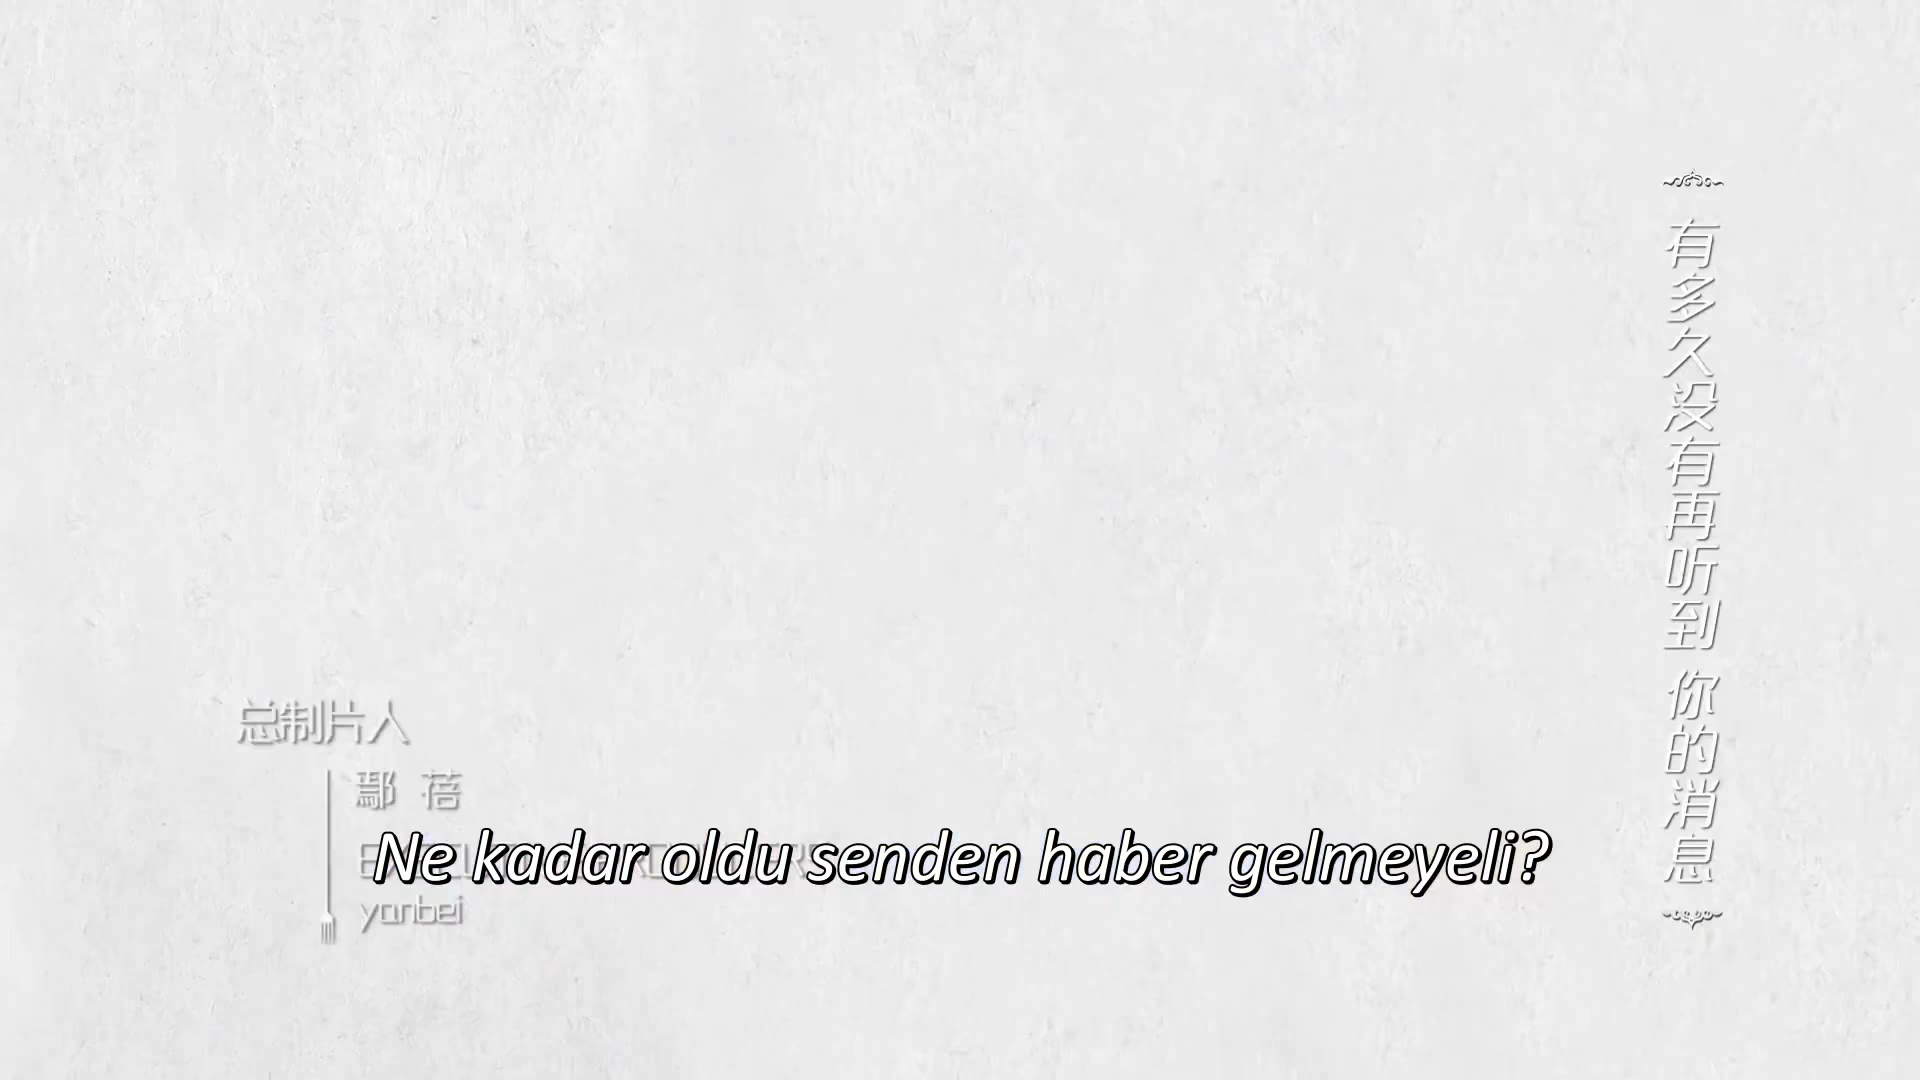 有多久没有再听到 你的消息
总制片人
鄢 蓓
Ne kadar oldu senden haber gelmeyeli?
yanbei